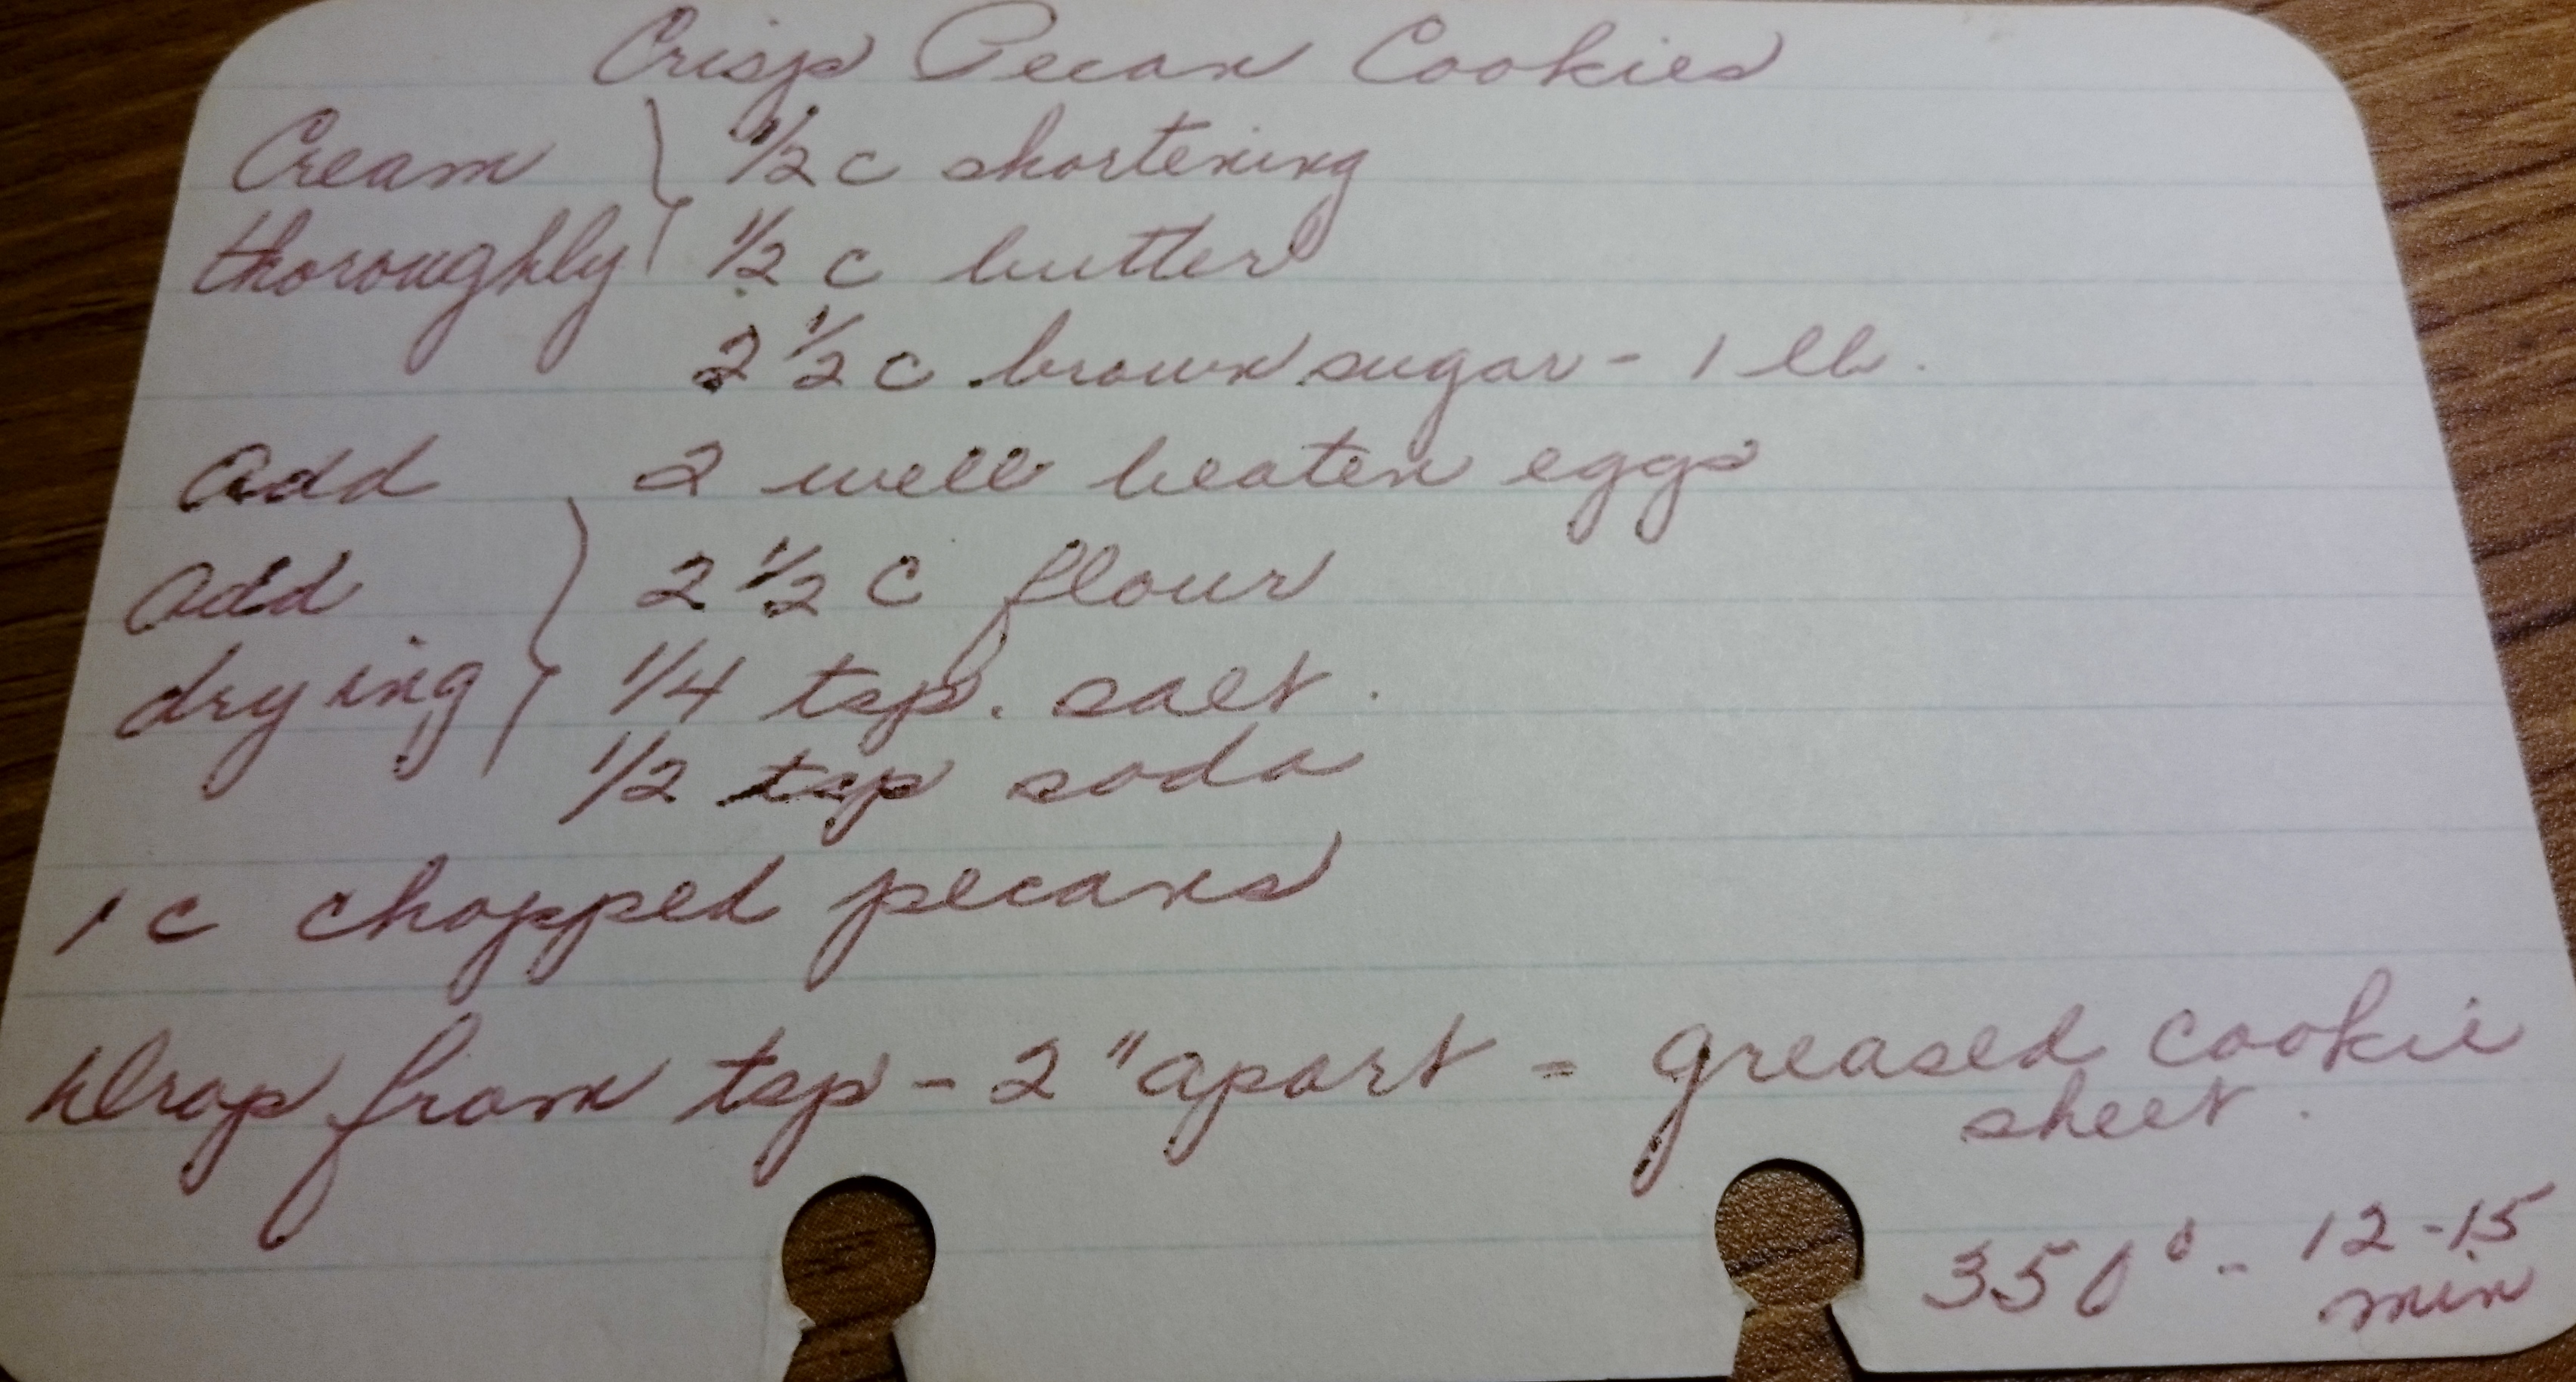 Crisp Pecan Cookies
Cream } 1/2 c shortening
thoroughly 1/2 c butter
2 1/2 c brown sugar - 1 lb.
Add 2 well beaten eggs
Add } 2 1/2 c flour
drying 1/4 tsp. salt.
1/2 tsp soda
1 c chopped pecans
Drop from tsp - 2" apart = greased cookie
sheet.
350° - 12-15
min